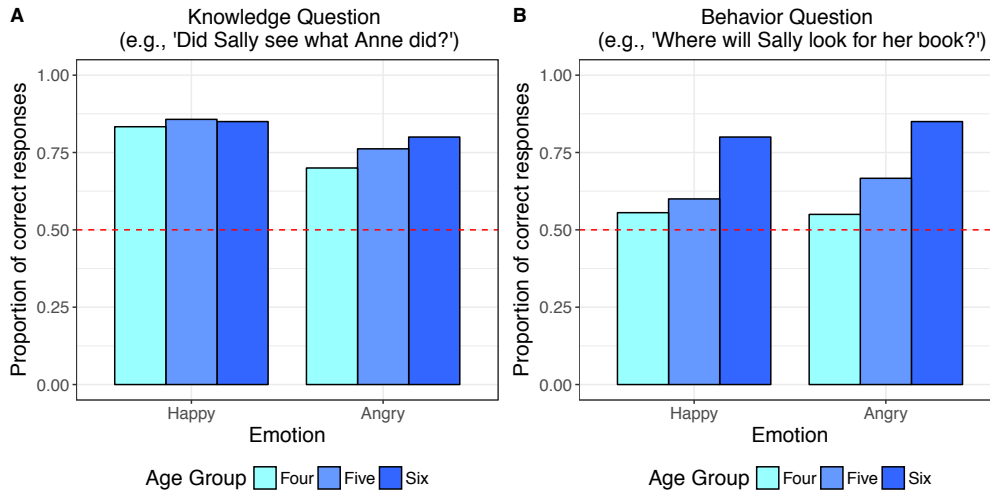 A
Knowledge Question
(e.g., 'Did Sally see what Anne did?')
Proportion of correct responses
1.00
0.75
0.50
0.25
0.00
Happy
Angry
Emotion
Age Group Four Five Six
B
Behavior Question
(e.g., 'Where will Sally look for her book?')
Proportion of correct responses
1.00
0.75
0.50
0.25
0.00
Happy
Angry
Emotion
Age Group Four Five Six